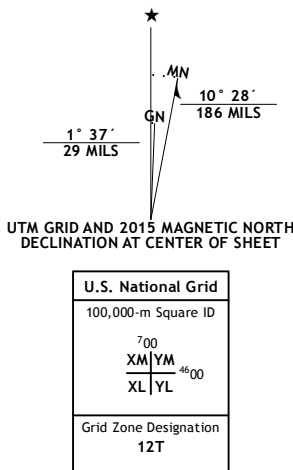 ★
MN
GN
10° 28´
186 MILS
1° 37´
29 MILS
UTM GRID AND 2015 MAGNETIC NORTH
DECLINATION AT CENTER OF SHEET
U.S. National Grid
100,000-m Square ID
⁷00
XM YM
⁴⁶00
XL YL
Grid Zone Designation
12T